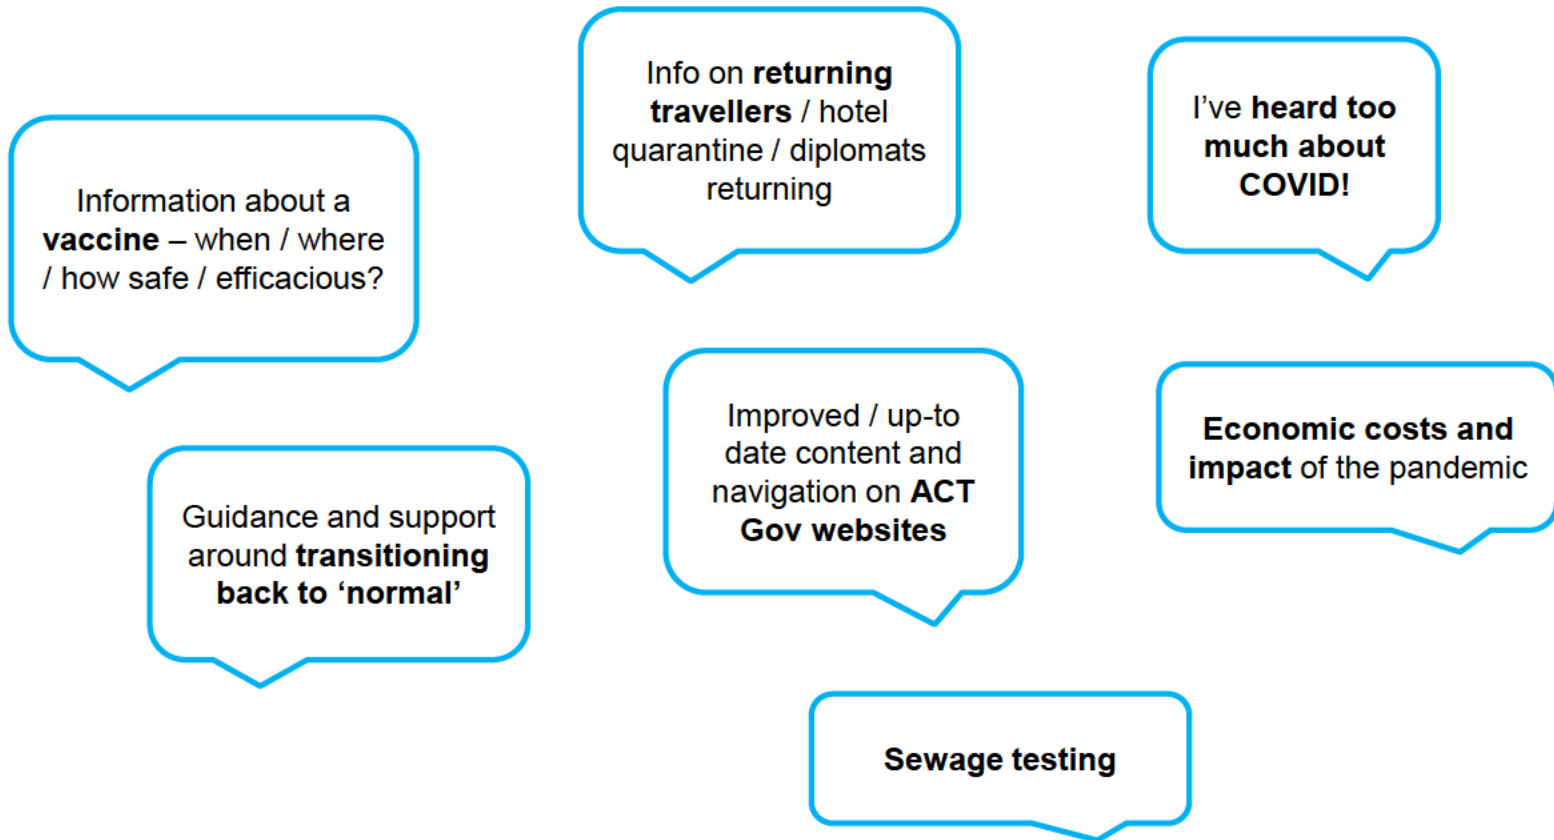 Info on returning
travellers / hotel
quarantine / diplomats
returning
I’ve heard too
much about
COVID!
Information about a
vaccine – when / where
/ how safe / efficacious?
Improved / up-to
date content and
navigation on ACT
Gov websites
Economic costs and
impact of the pandemic
Guidance and support
around transitioning
back to ‘normal’
Sewage testing